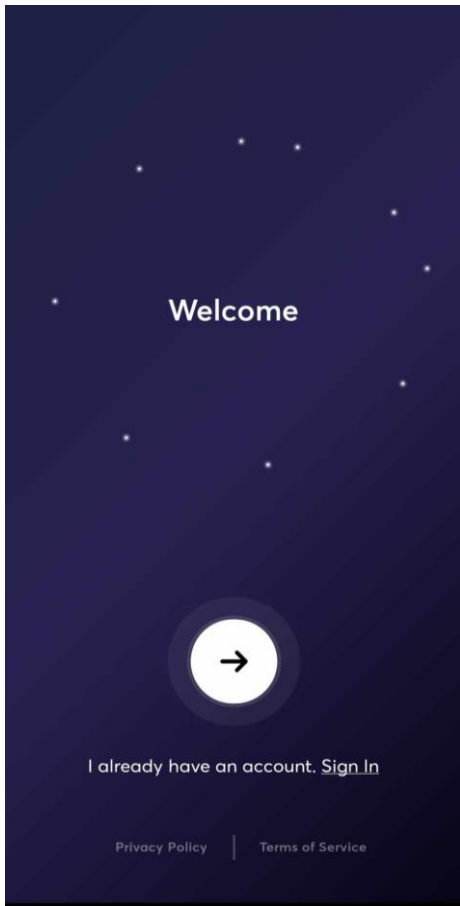 Welcome
I already have an account. Sign In
Privacy Policy | Terms of Service